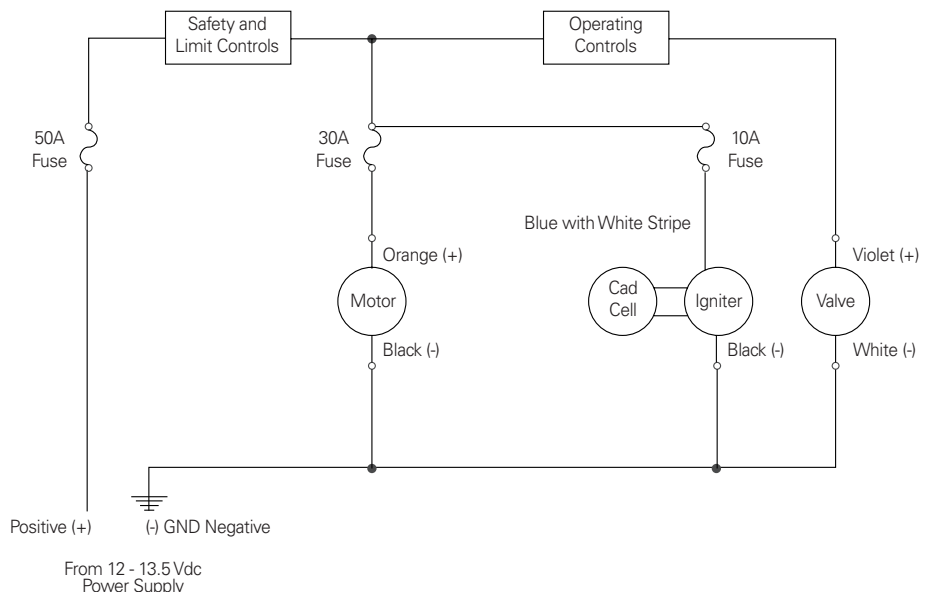 Safety and
Limit Controls
Operating
Controls
50A
Fuse
30A
Fuse
10A
Fuse
Blue with White Stripe
Orange (+)
Violet (+)
Motor
Cad
Cell
Igniter
Valve
Black (-)
Black (-)
White (-)
Positive (+)
(-) GND Negative
From 12 - 13.5 Vdc
Power Supply